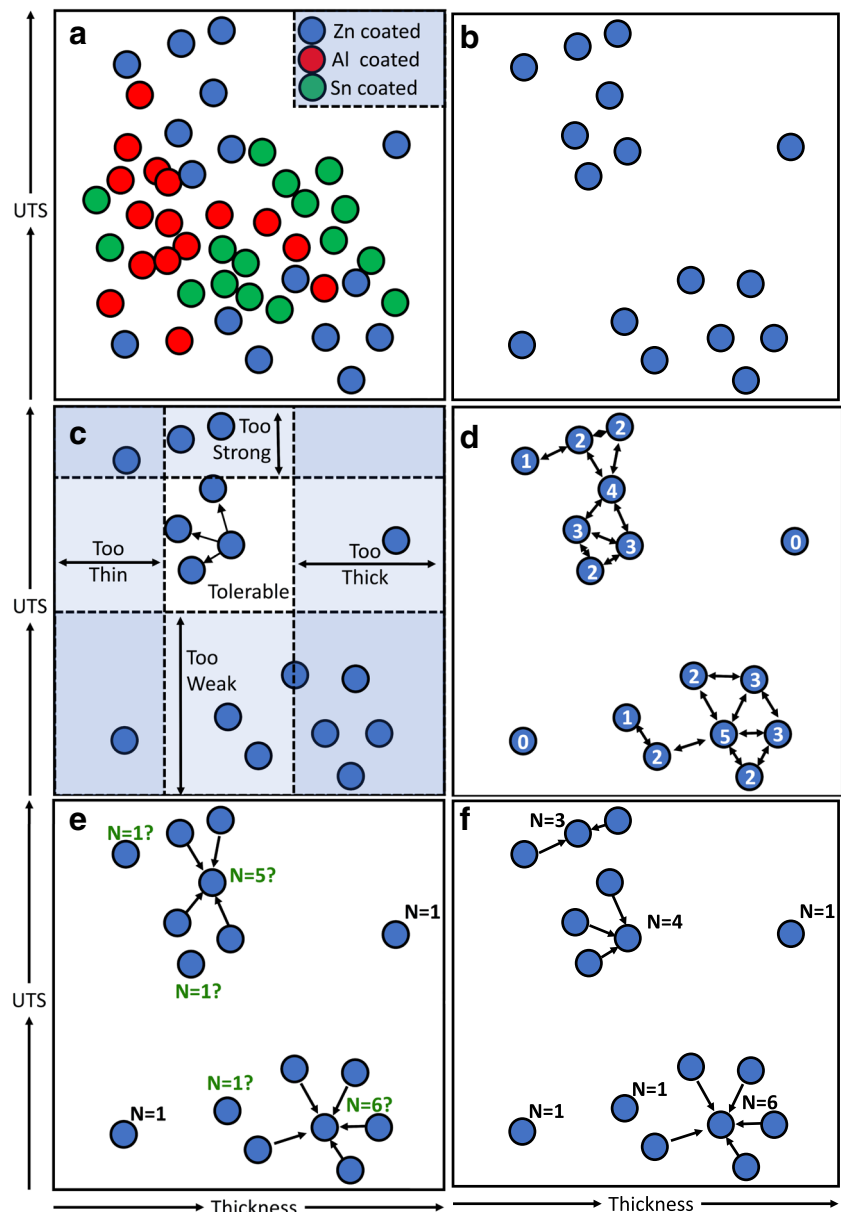 a
Zn coated
Al coated
Sn coated
UTS
b
c
Too
Strong
Too
Thin
Too
Thick
Tolerable
Too
Weak
UTS
d
2
2
1
4
3
3
2
0
2
3
1
5
3
2
0
2
e
N=1?
N=5?
N=1
N=1?
N=1?
N=6?
N=1
UTS
Thickness
f
N=3
N=4
N=1
N=1
N=6
N=1
Thickness